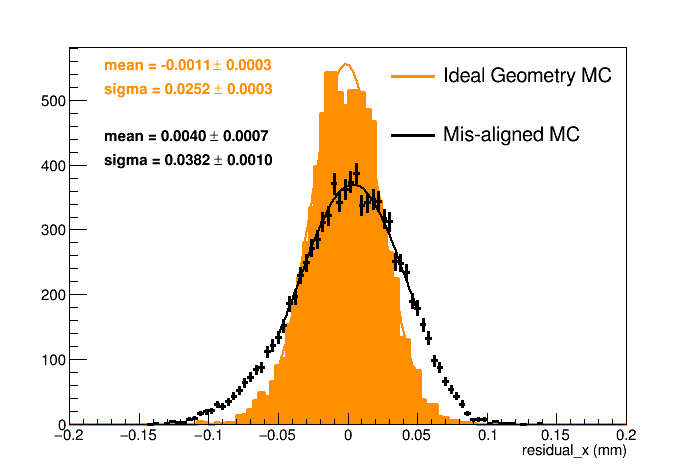 mean = -0.0011 ± 0.0003
sigma = 0.0252 ± 0.0003
mean = 0.0040 ± 0.0007
sigma = 0.0382 ± 0.0010
Ideal Geometry MC
Mis-aligned MC
500
400
300
200
100
0
−0.2 −0.15 −0.1 −0.05 0 0.05 0.1 0.15 0.2
residual_x (mm)